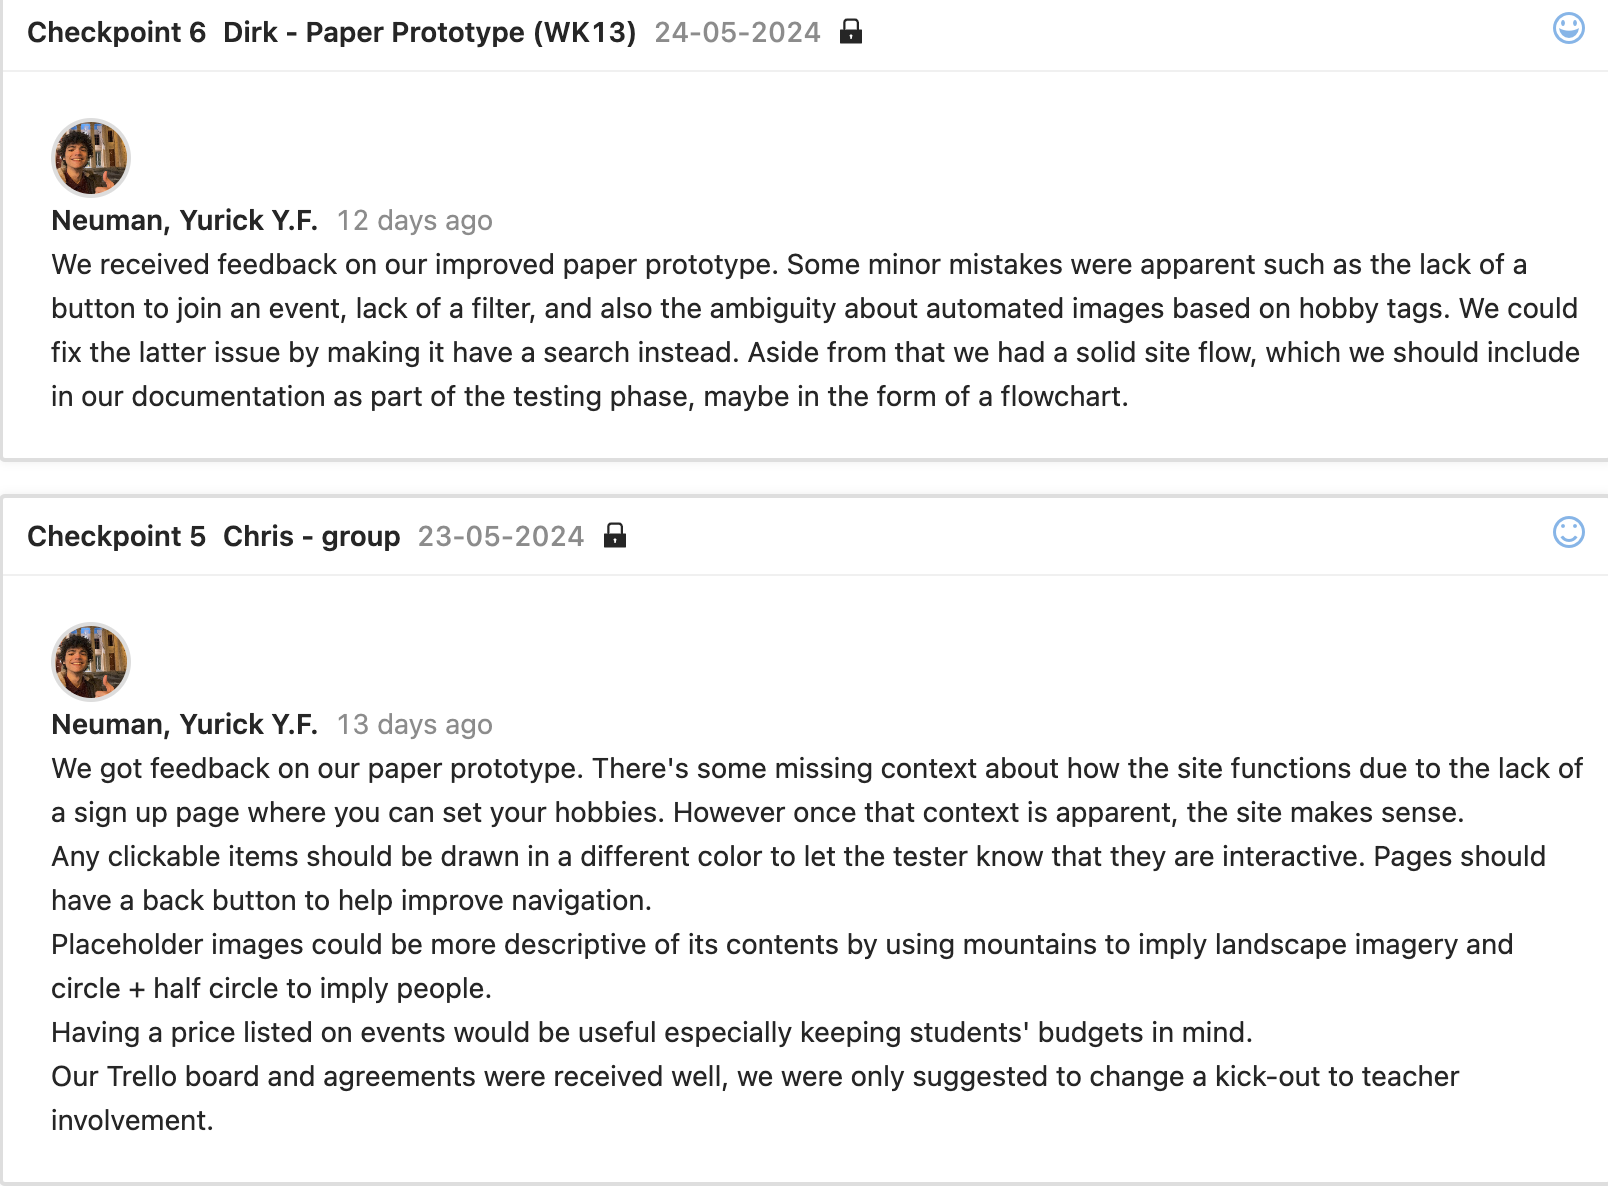 Checkpoint 6 Dirk - Paper Prototype (WK13) 24-05-2024
Neuman, Yurick Y.F. 12 days ago
We received feedback on our improved paper prototype. Some minor mistakes were apparent such as the lack of a
button to join an event, lack of a filter, and also the ambiguity about automated images based on hobby tags. We could
fix the latter issue by making it have a search instead. Aside from that we had a solid site flow, which we should include
in our documentation as part of the testing phase, maybe in the form of a flowchart.
Checkpoint 5 Chris - group 23-05-2024
Neuman, Yurick Y.F. 13 days ago
We got feedback on our paper prototype. There's some missing context about how the site functions due to the lack of
a sign up page where you can set your hobbies. However once that context is apparent, the site makes sense.
Any clickable items should be drawn in a different color to let the tester know that they are interactive. Pages should
have a back button to help improve navigation.
Placeholder images could be more descriptive of its contents by using mountains to imply landscape imagery and
circle + half circle to imply people.
Having a price listed on events would be useful especially keeping students' budgets in mind.
Our Trello board and agreements were received well, we were only suggested to change a kick-out to teacher
involvement.